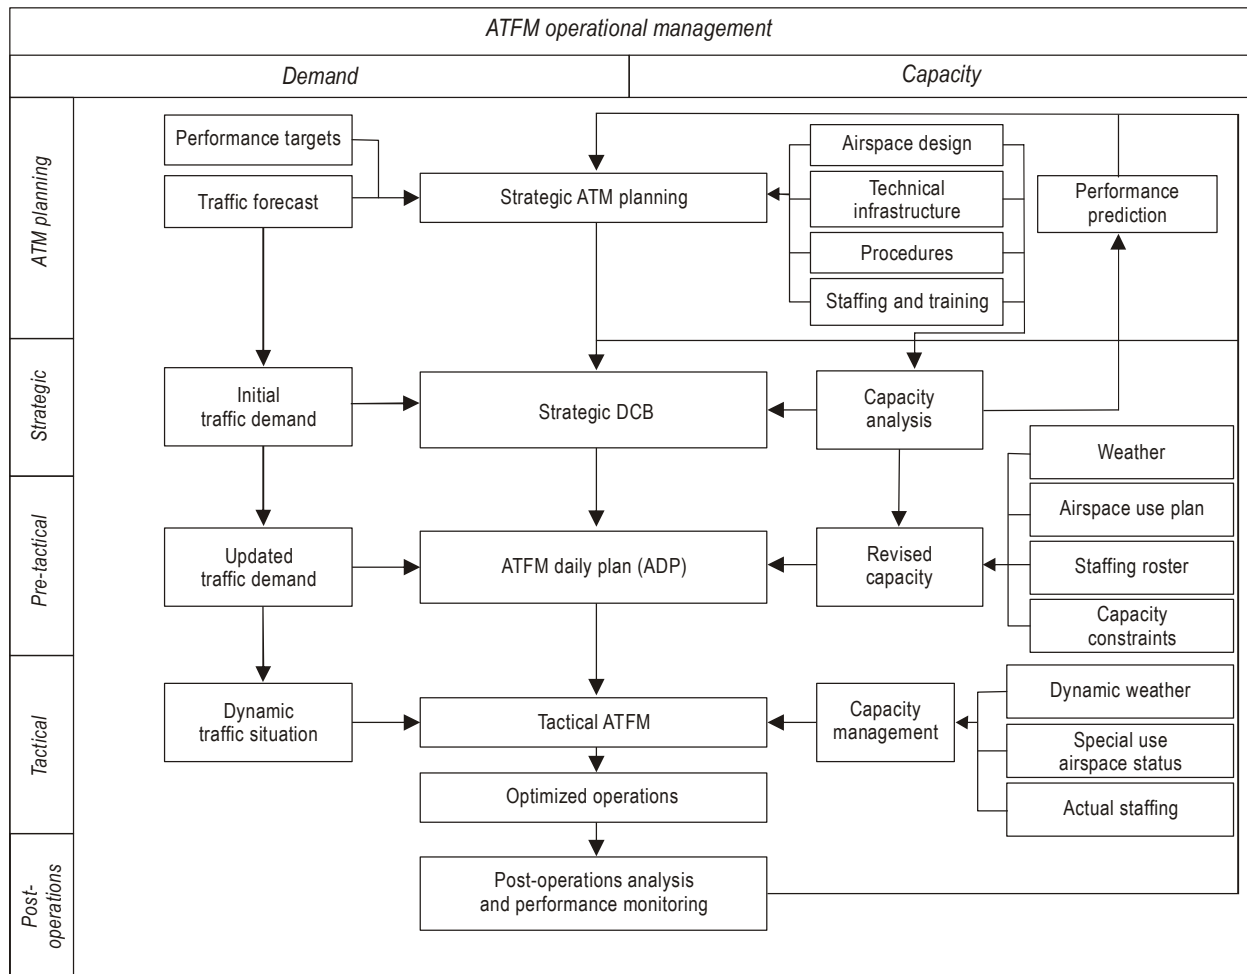 ATFM operational management
Demand
Capacity
ATM planning
Performance targets
Traffic forecast
Strategic ATM planning
Airspace design
Technical
infrastructure
Procedures
Staffing and training
Performance
prediction
Strategic
Initial
traffic demand
Strategic DCB
Capacity
analysis
Pre-tactical
Updated
traffic demand
ATFM daily plan (ADP)
Revised
capacity
Weather
Airspace use plan
Staffing roster
Capacity
constraints
Tactical
Dynamic
traffic situation
Tactical ATFM
Capacity
management
Dynamic weather
Special use
airspace status
Actual staffing
Optimized operations
Post-
operations
Post-operations analysis
and performance monitoring